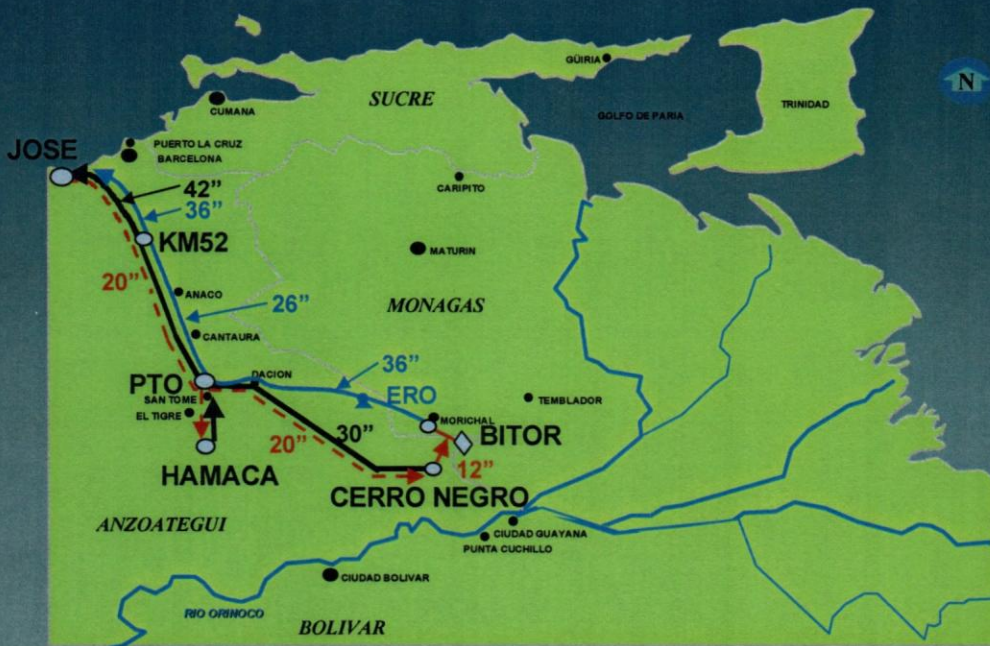 GÜIRIA
N
SUCRE
CUMANA
TRINIDAD
GOLFO DE PARIA
PUERTO LA CRUZ
JOSE
BARCELONA
42”
CARIPITO
36”
KM52
MATURIN
20”
ANACO
26”
MONAGAS
CANTAURA
36”
PTO
DACION
ERO
SAN TOME
TEMBLADOR
EL TIGRE
MORICHAL
30”
BITOR
20”
12”
HAMACA
CERRO NEGRO
ANZOATEGUI
CIUDAD GUAYANA
PUNTA CUCHILLO
CIUDAD BOLIVAR
RIO ORINOCO
BOLIVAR